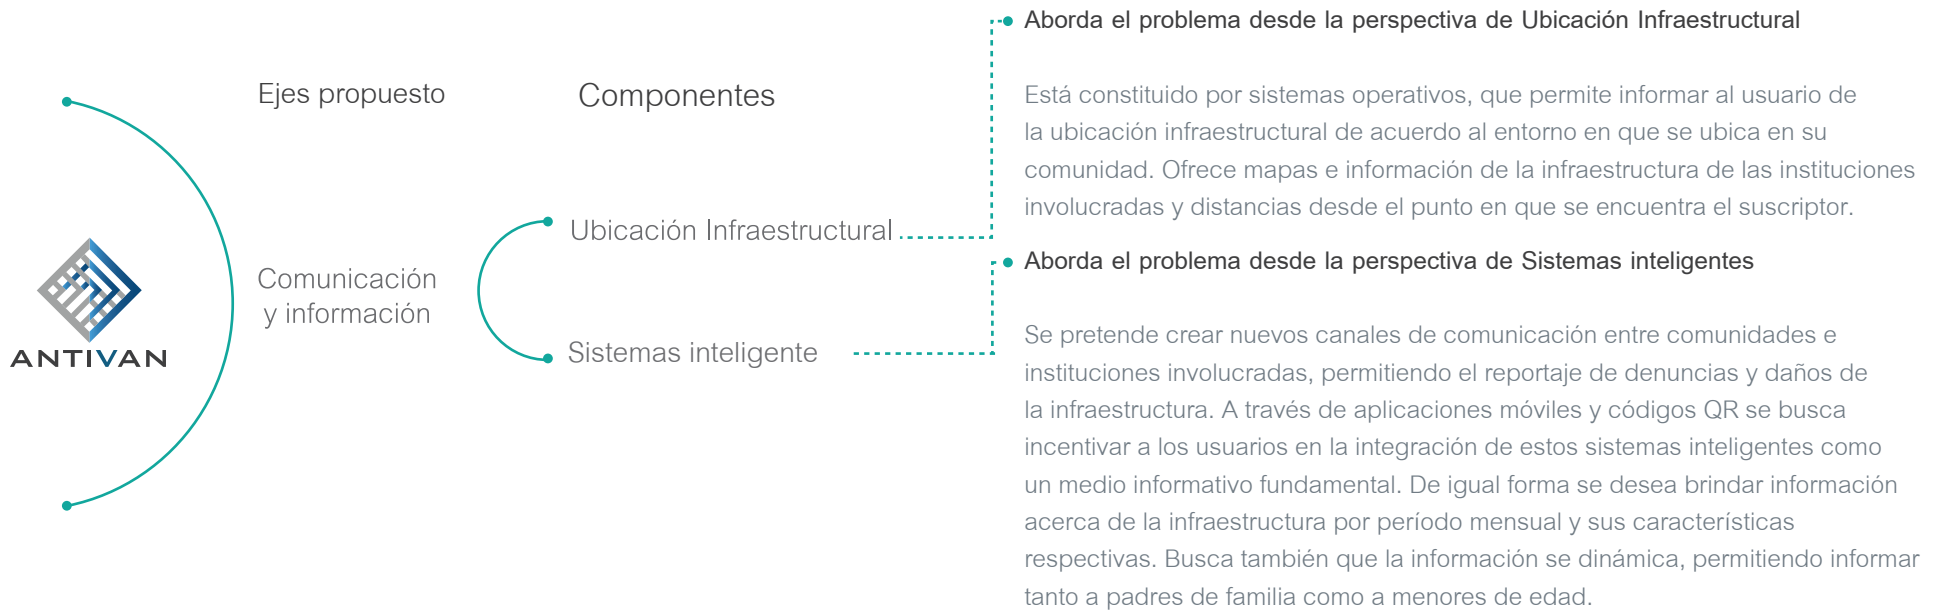 Ejes propuesto
Componentes
ANTIVAN
Comunicación
y información
Ubicación Infraestructural
Sistemas inteligente
Aborda el problema desde la perspectiva de Ubicación Infraestructural
Está constituido por sistemas operativos, que permite informar al usuario de
la ubicación infraestructural de acuerdo al entorno en que se ubica en su
comunidad. Ofrece mapas e información de la infraestructura de las instituciones
involucradas y distancias desde el punto en que se encuentra el suscriptor.
Aborda el problema desde la perspectiva de Sistemas inteligentes
Se pretende crear nuevos canales de comunicación entre comunidades e
instituciones involucradas, permitiendo el reportaje de denuncias y daños de
la infraestructura. A través de aplicaciones móviles y códigos QR se busca
incentivar a los usuarios en la integración de estos sistemas inteligentes como
un medio informativo fundamental. De igual forma se desea brindar información
acerca de la infraestructura por período mensual y sus características
respectivas. Busca también que la información se dinámica, permitiendo informar
tanto a padres de familia como a menores de edad.